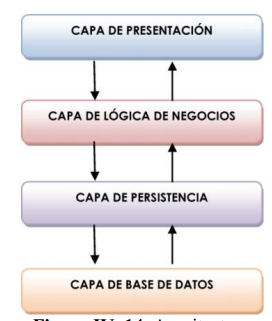 CAPA DE PRESENTACIÓN
CAPA DE LÓGICA DE NEGOCIOS
CAPA DE PERSISTENCIA
CAPA DE BASE DE DATOS